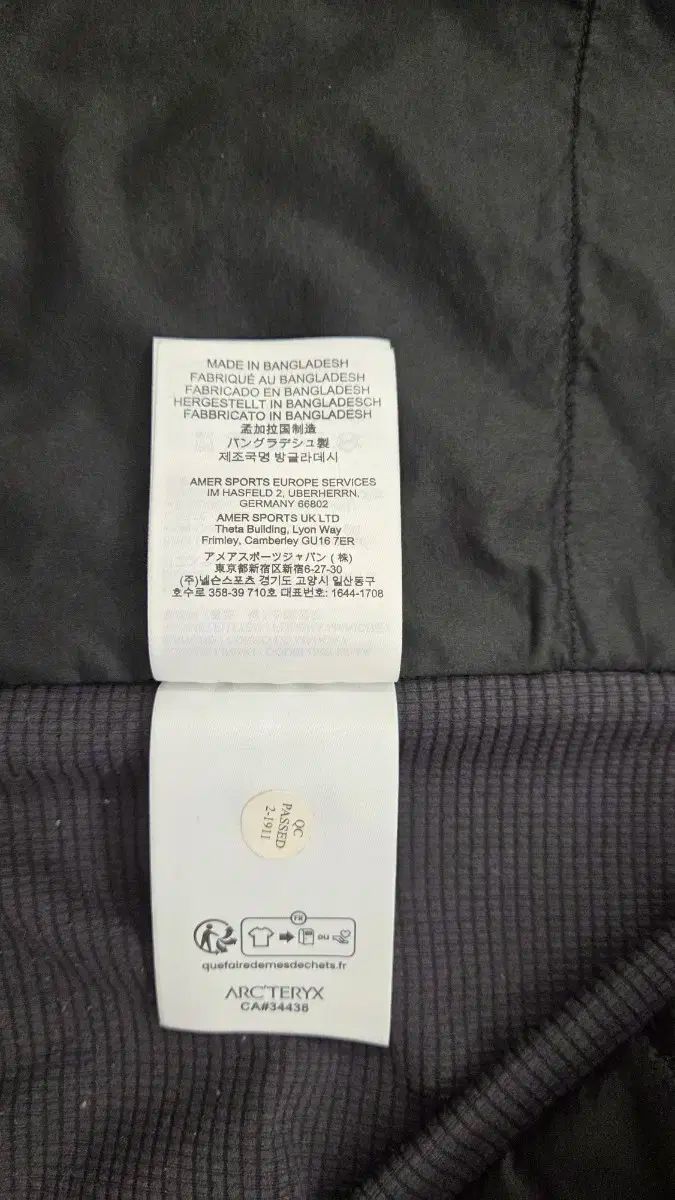 MADE IN BANGLADESH
FABRIQUÉ AU BANGLADESH
FABRICADO EN BANGLADESH
HERGESTELLT IN BANGLADESCH
FABBRICATO IN BANGLADESH
孟加拉国制造
バングラデシュ製
제조국명 방글라데시
AMER SPORTS EUROPE SERVICES
IM HASFELD 2, UBERHERRN,
GERMANY 66802
AMER SPORTS UK LTD
Theta Building, Lyon Way
Frimley, Camberley GU16 7ER
アメアスポーツジャパン (株)
東京都新宿区新宿6-27-30
(주)넬슨스포츠 경기도 고양시 일산동구
호수로 358-39 710호 대표번호: 1644-1708
QC
PASSED
2-1911
FR
ou
quefairedemesdechets.fr
ARC'TERYX
CA#34436